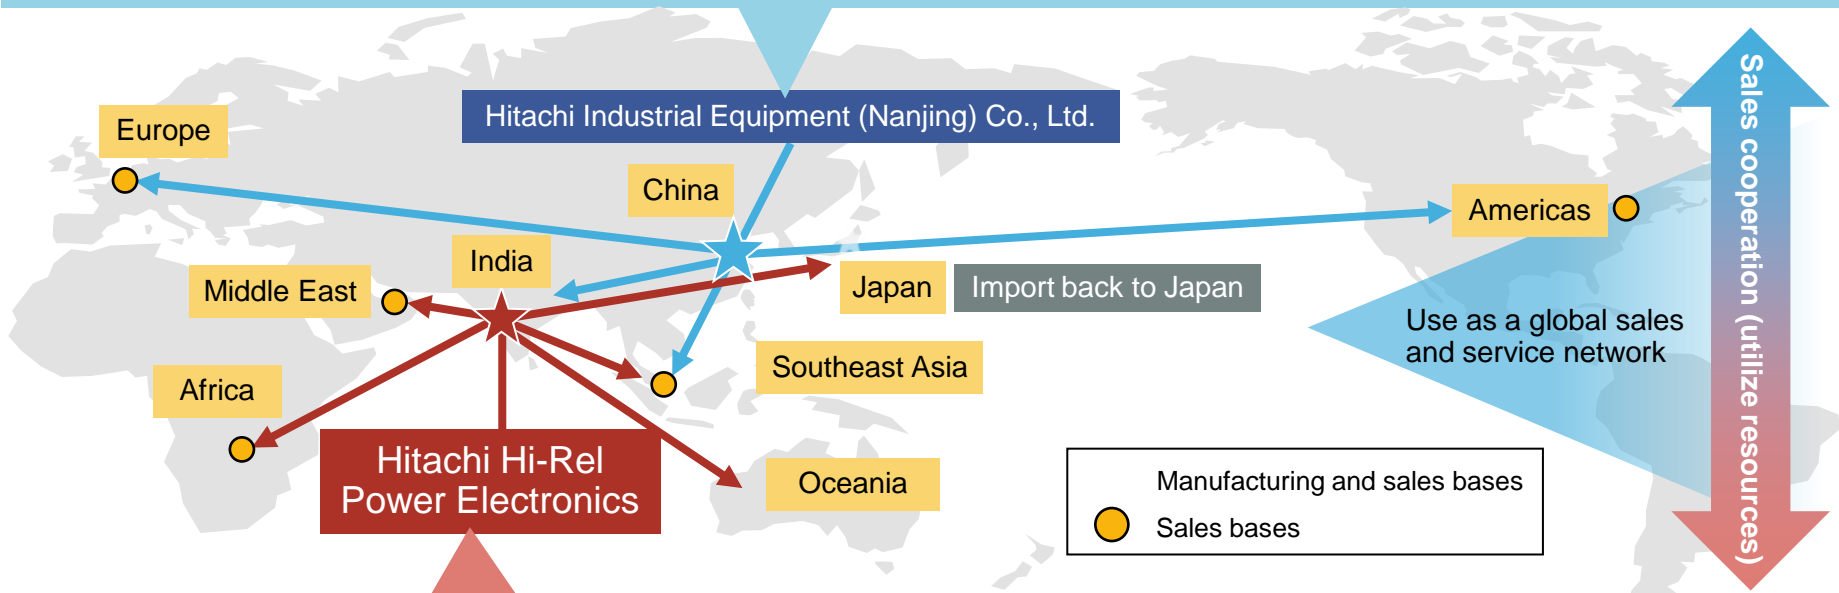 Hitachi Industrial Equipment (Nanjing) Co., Ltd.
Europe
China
Americas
India
Middle East
Japan
Import back to Japan
Use as a global sales
and service network
Southeast Asia
Africa
Hitachi Hi-Rel
Power Electronics
Oceania
Manufacturing and sales bases
Sales bases
Sales cooperation (utilize resources)